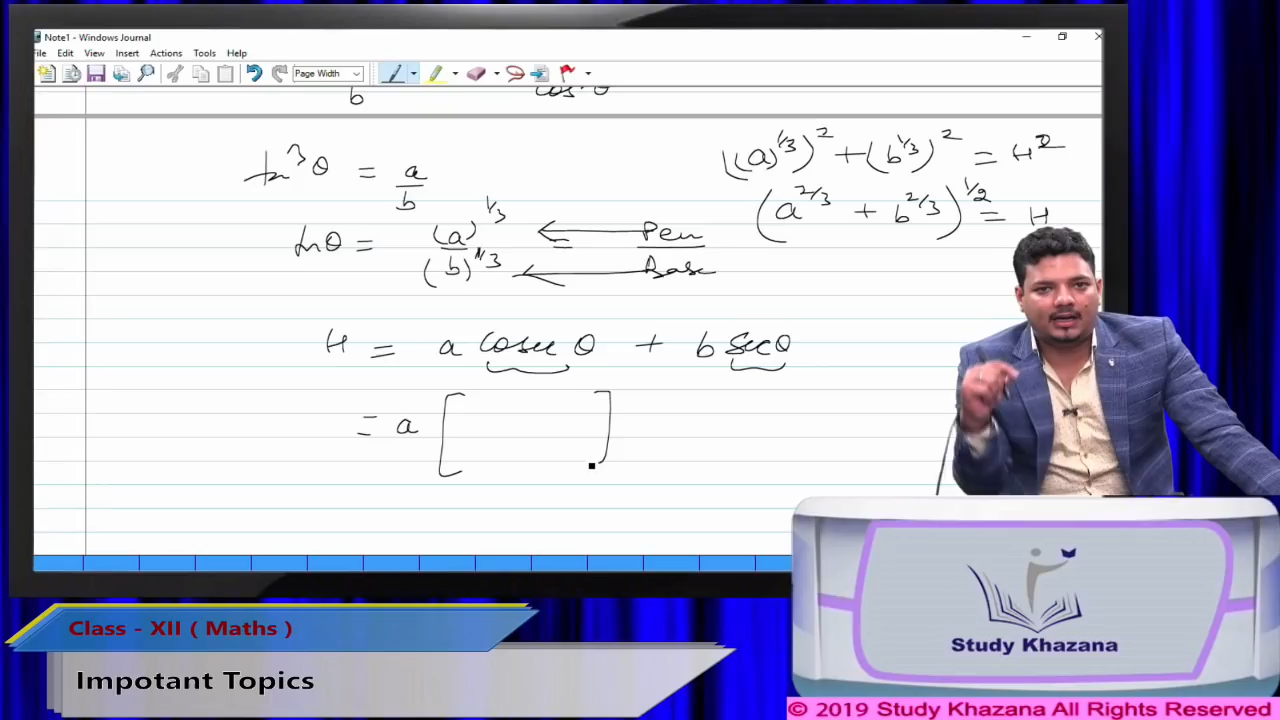 Note1 - Windows Journal
File Edit View Insert Actions Tools Help
Page Width
b
cos² θ
tan³θ = a/b
((a)^1/3)² + (b^1/3)² = H²
(a^2/3 + b^2/3)^1/2 = H
tanθ = (a)^1/3 / (b)^1/3 = Per / Base
H = a cosec θ + b secθ
= a [ ]
Study Khazana
Class - XII ( Maths )
Impotant Topics
© 2019 Study Khazana All Rights Reserved